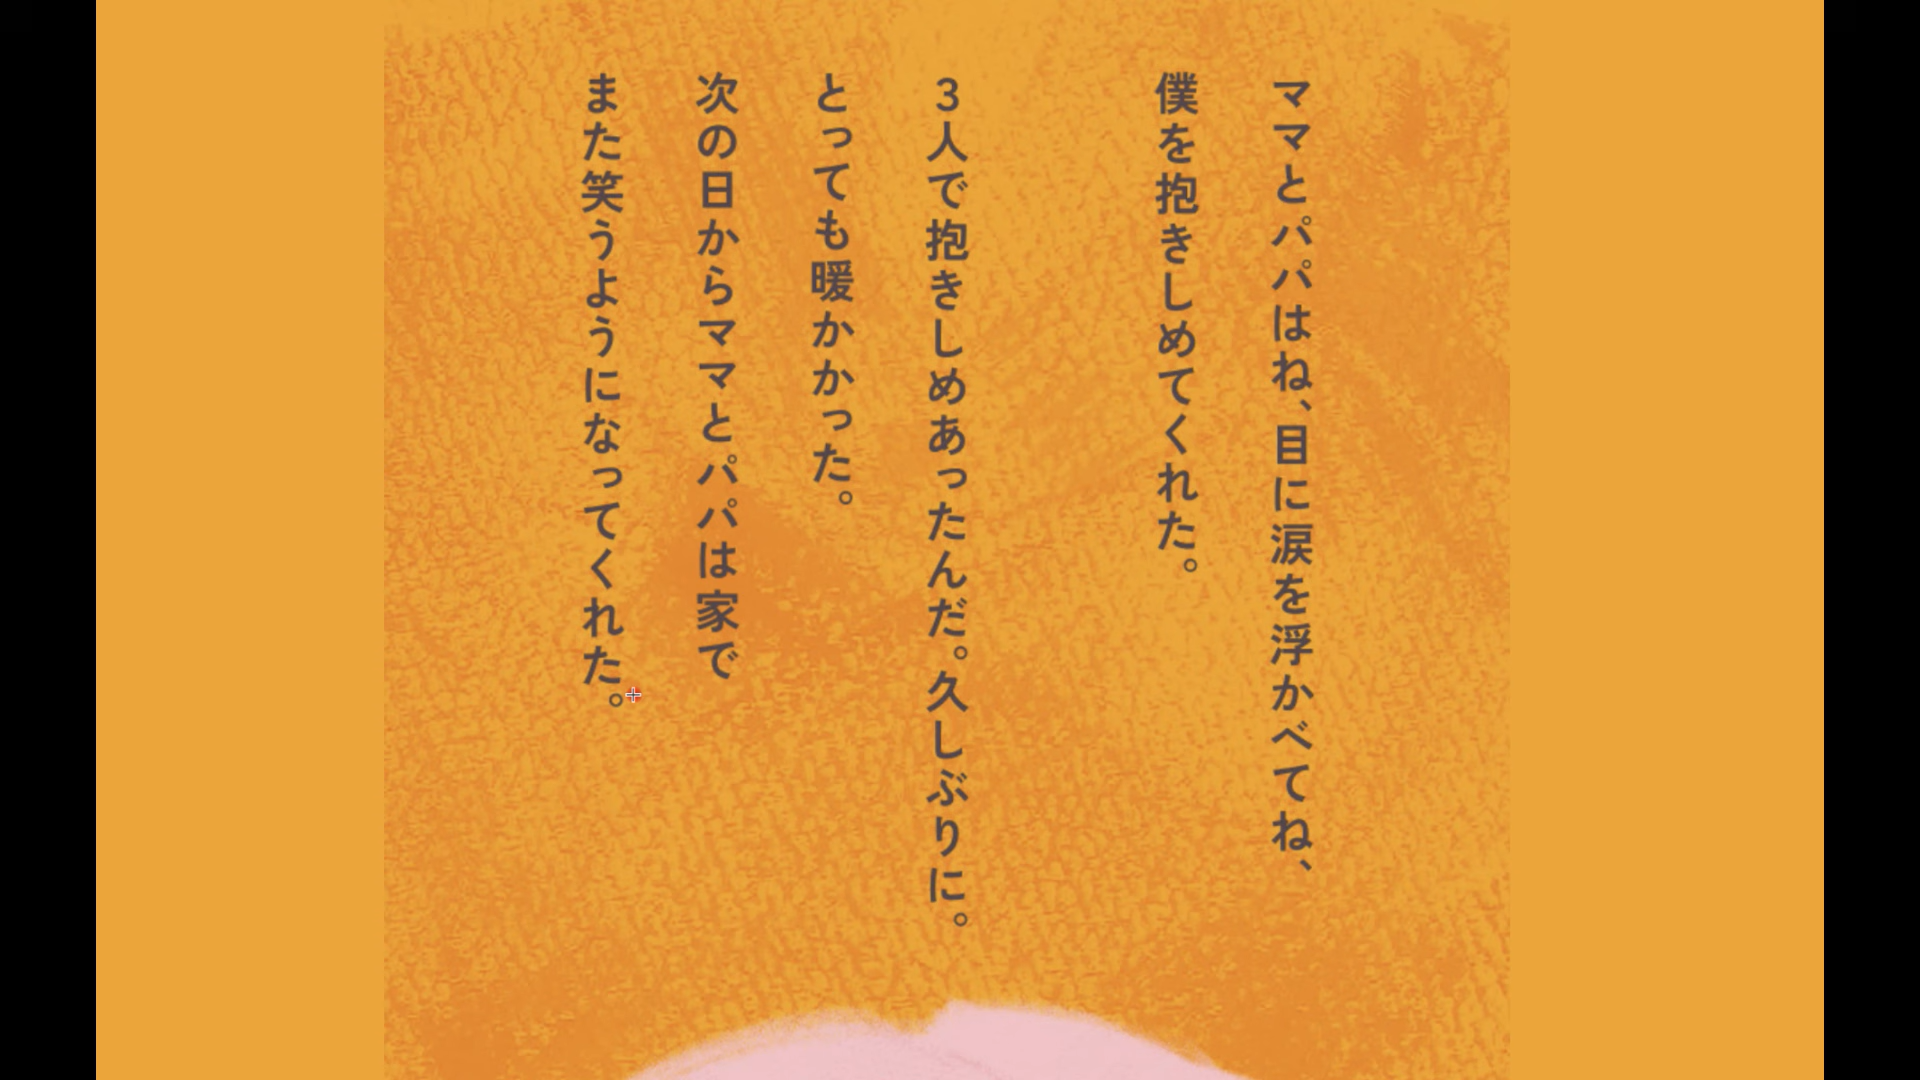 ママとパパはね、目に涙を浮かべてね、
僕を抱きしめてくれた。
3人で抱きしめあったんだ。久しぶりに。
とっても暖かかった。
次の日からママとパパは家で
また笑うようになってくれた。